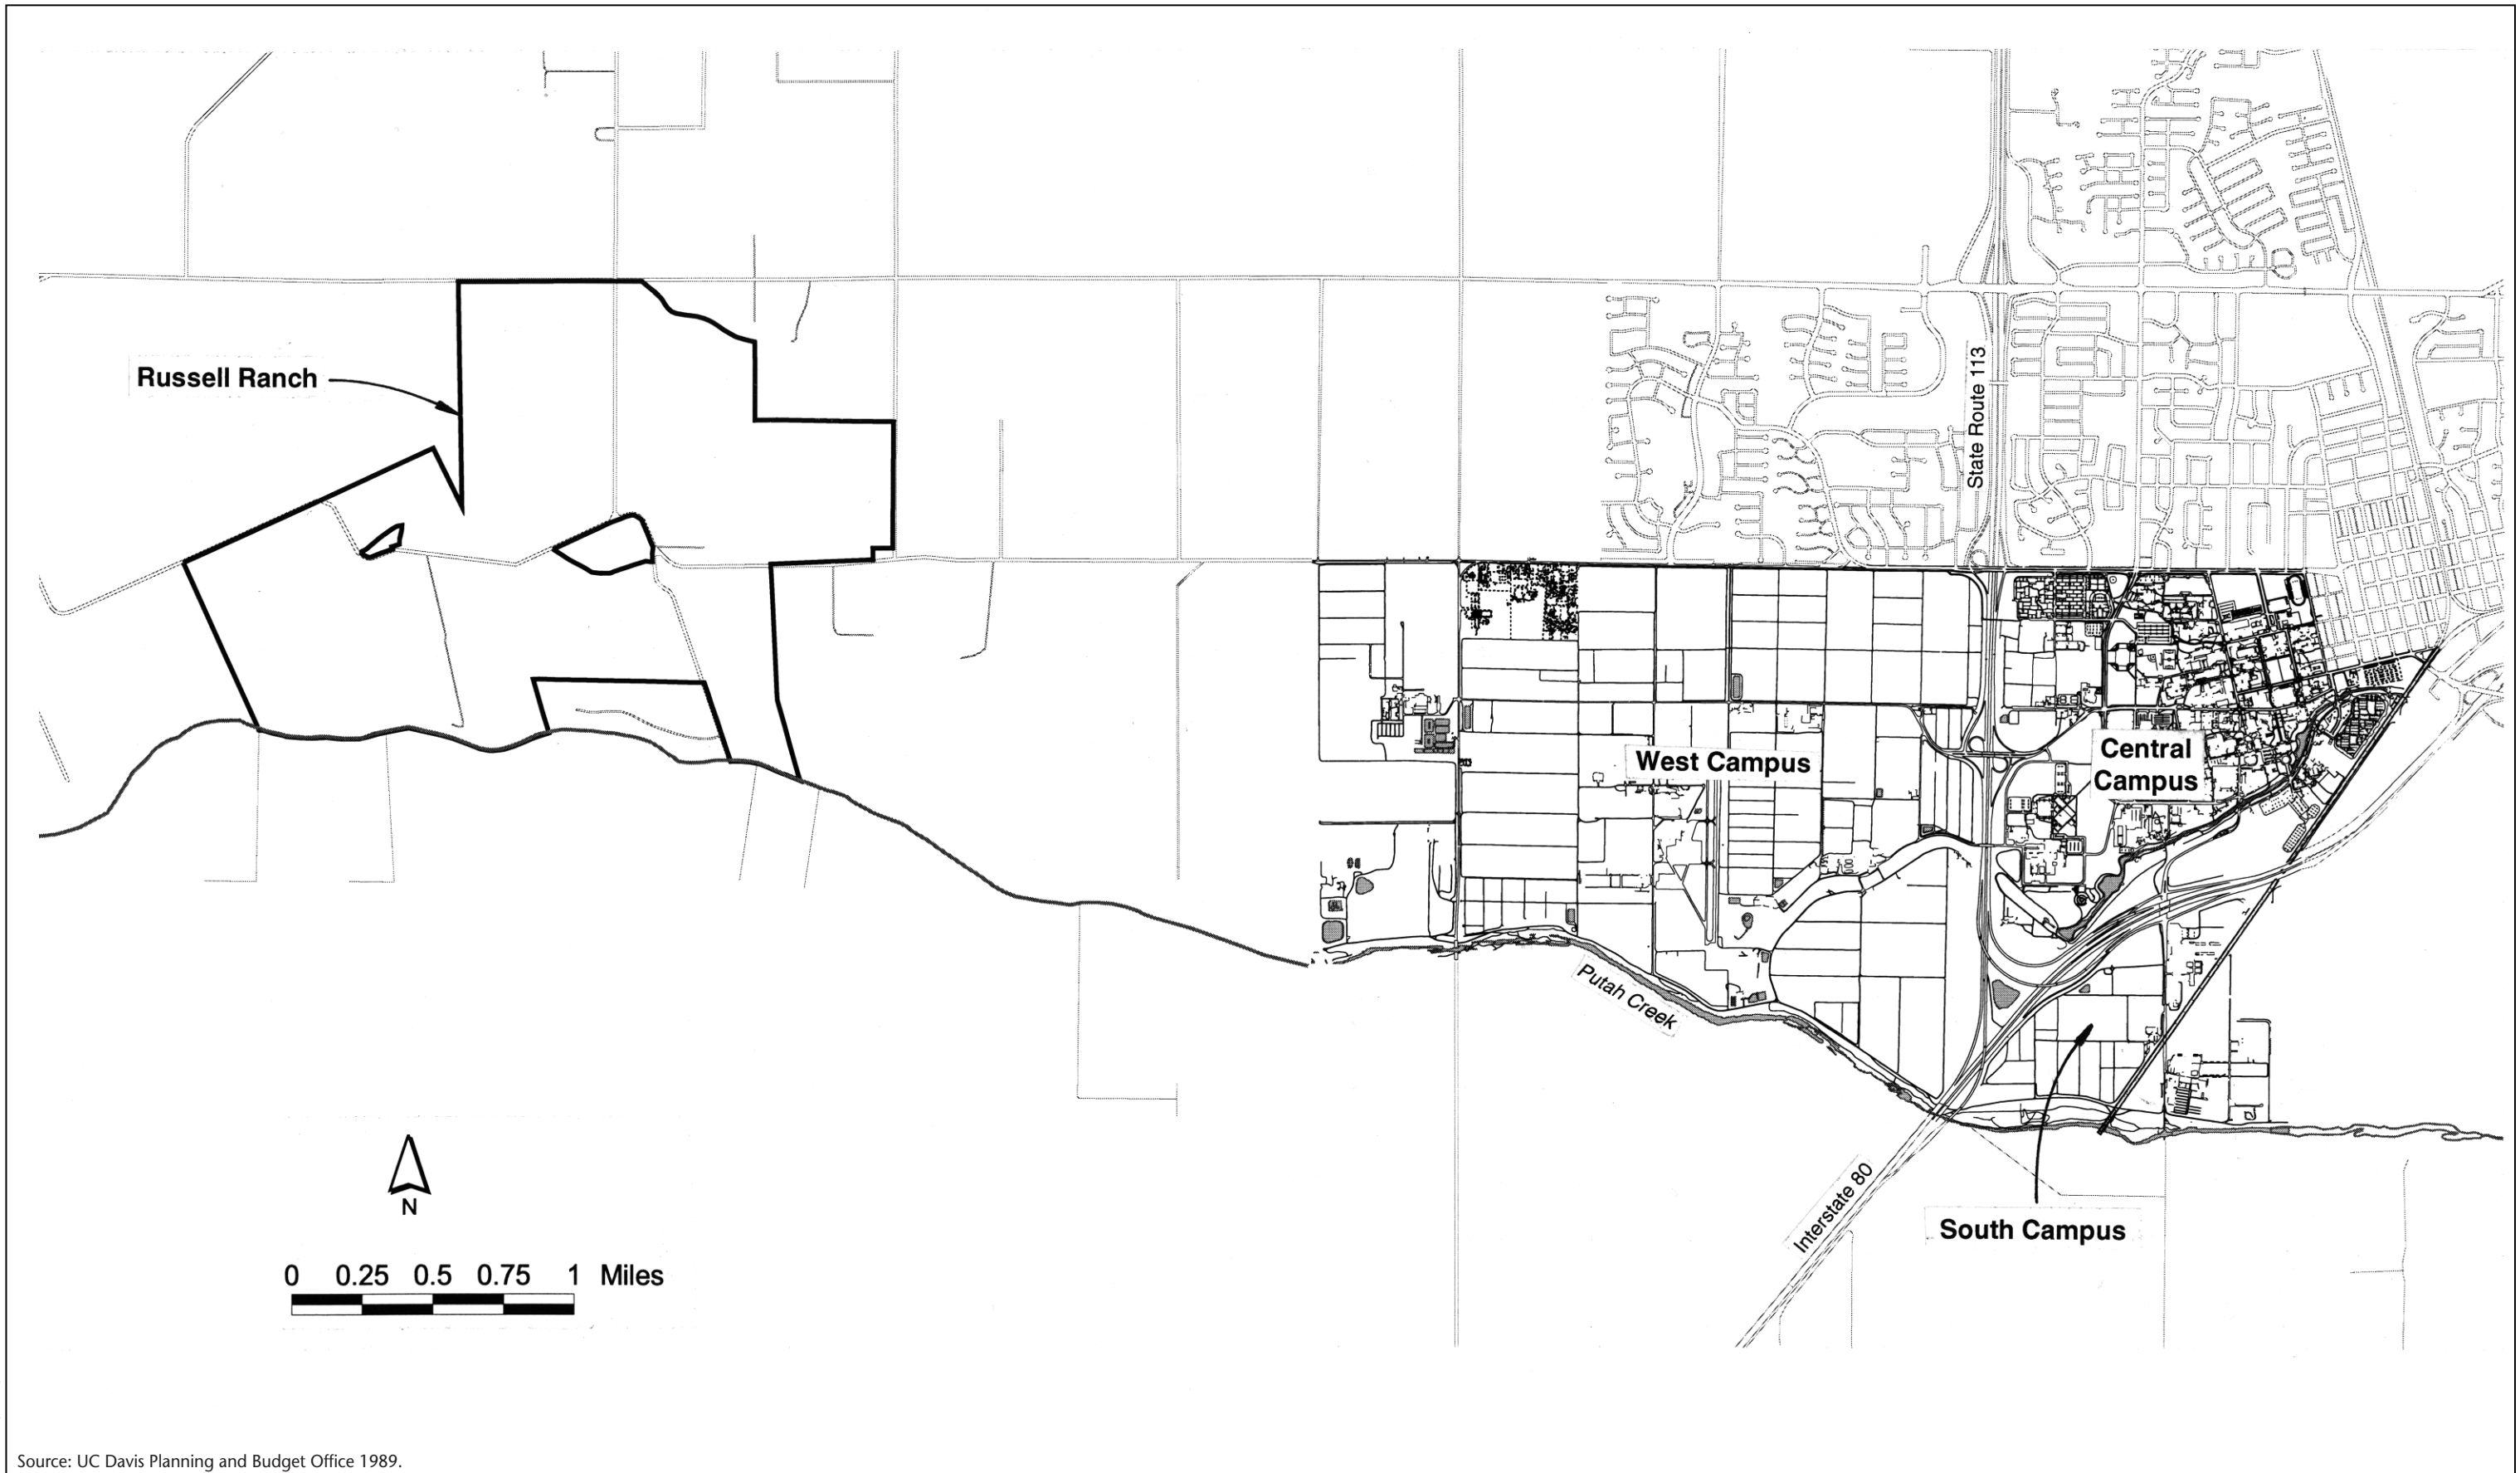 Russell Ranch
State Route 113
West Campus
Central
Campus
Putah Creek
Interstate 80
South Campus
N
0 0.25 0.5 0.75 1 Miles
Source: UC Davis Planning and Budget Office 1989.